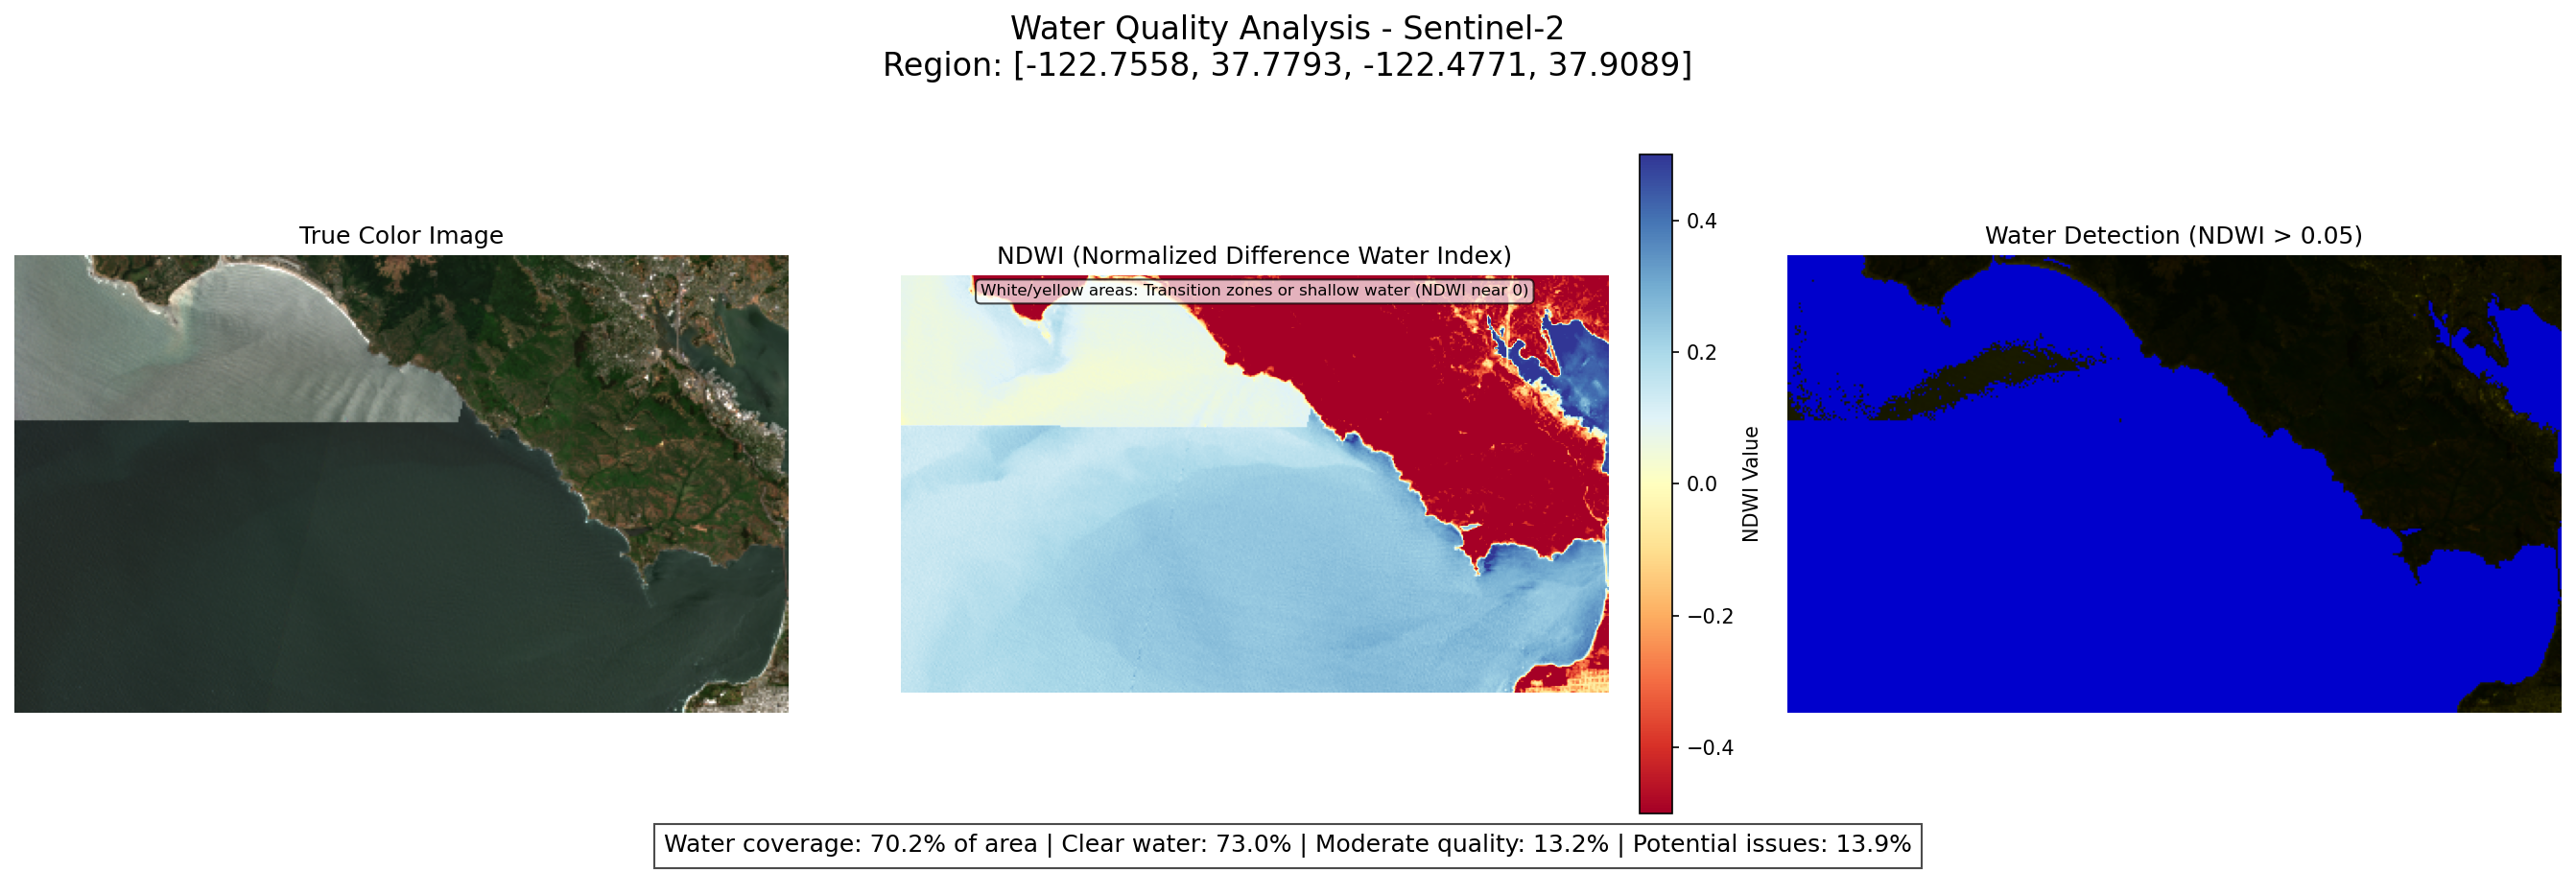 Water Quality Analysis - Sentinel-2
Region: [-122.7558, 37.7793, -122.4771, 37.9089]
True Color Image
NDWI (Normalized Difference Water Index)
White/yellow areas: Transition zones or shallow water (NDWI near 0)
0.4
0.2
0.0
−0.2
−0.4
NDWI Value
Water Detection (NDWI > 0.05)
Water coverage: 70.2% of area | Clear water: 73.0% | Moderate quality: 13.2% | Potential issues: 13.9%